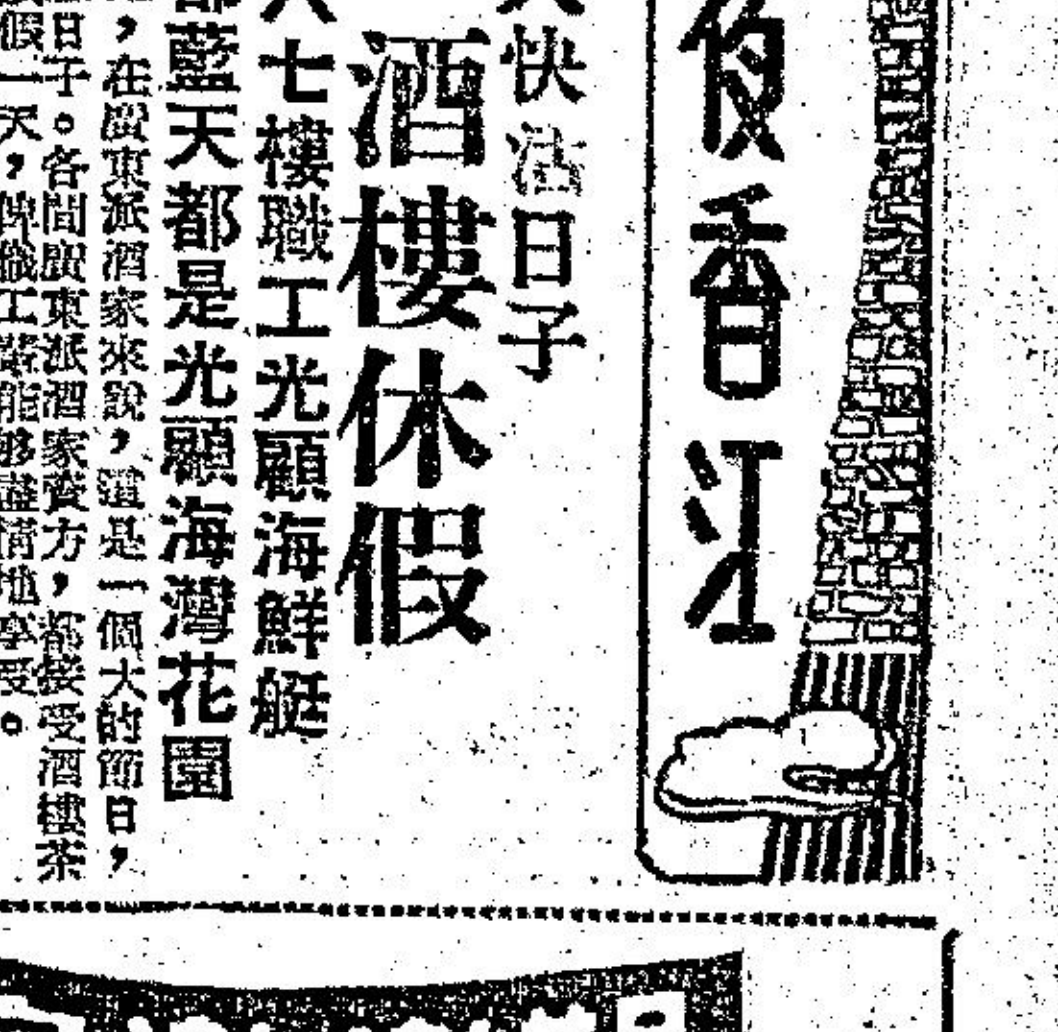 夜香江
快活日子
酒樓休假
七樓職工光顧海鮮艇
藍天都是光顧海灣花園
，在廣東派酒家來說，這是一個大的節日，
日子。各間廣東派酒家資方，都接受酒樓茶
假一天，俾職工能够盡情地享受。